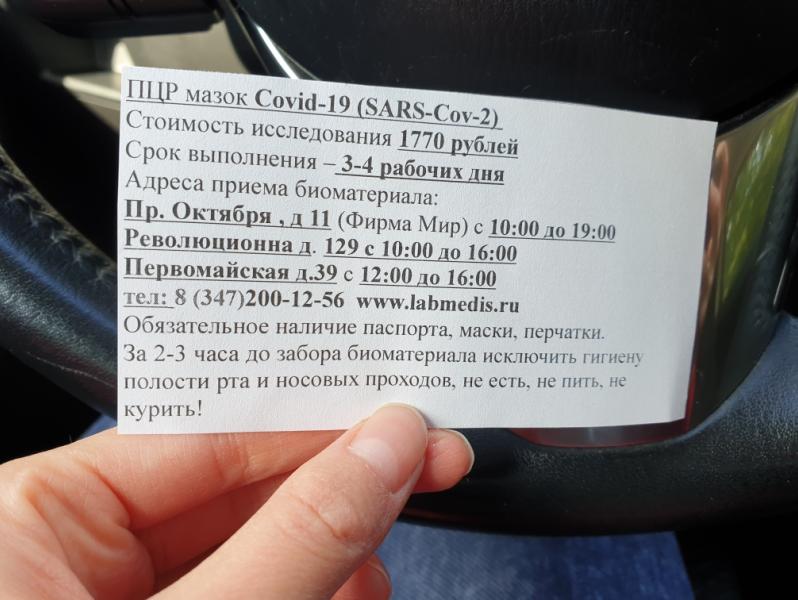 ПЦР мазок Covid-19 (SARS-Cov-2)
Стоимость исследования 1770 рублей
Срок выполнения – 3-4 рабочих дня
Адреса приема биоматериала:
Пр. Октября , д 11 (Фирма Мир) с 10:00 до 19:00
Революционна д. 129 с 10:00 до 16:00
Первомайская д.39 с 12:00 до 16:00
тел: 8 (347)200-12-56 www.labmedis.ru
Обязательное наличие паспорта, маски, перчатки.
За 2-3 часа до забора биоматериала исключить гигиену
полости рта и носовых проходов, не есть, не пить, не
курить!